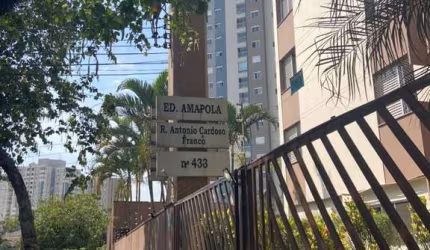 ED. AMAPOLA
R. Antonio Cardoso
Franco
nº 433